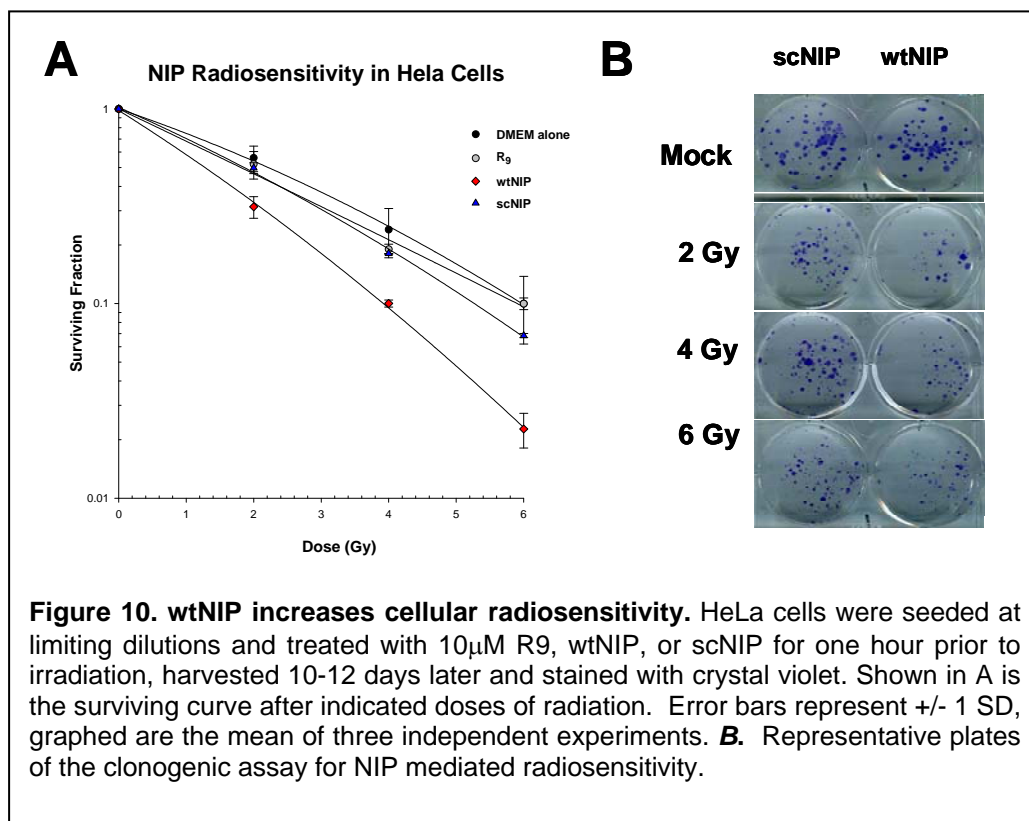 A
NIP Radiosensitivity in Hela Cells
1
0.1
0.01
Surviving Fraction
0 1 2 3 4 5 6
Dose (Gy)
DMEM alone
R9
wtNIP
scNIP
B
scNIP wtNIP
Mock
2 Gy
4 Gy
6 Gy
Figure 10. wtNIP increases cellular radiosensitivity. HeLa cells were seeded at
limiting dilutions and treated with 10μM R9, wtNIP, or scNIP for one hour prior to
irradiation, harvested 10-12 days later and stained with crystal violet. Shown in A is
the surviving curve after indicated doses of radiation. Error bars represent +/- 1 SD,
graphed are the mean of three independent experiments. B. Representative plates
of the clonogenic assay for NIP mediated radiosensitivity.